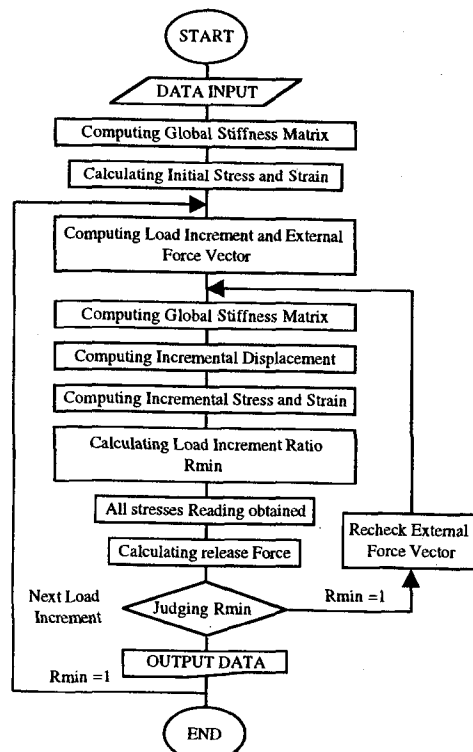 START
DATA INPUT
Computing Global Stiffness Matrix
Calculating Initial Stress and Strain
Computing Load Increment and External
Force Vector
Computing Global Stiffness Matrix
Computing Incremental Displacement
Computing Incremental Stress and Strain
Calculating Load Increment Ratio
Rmin
All stresses Reading obtained
Calculating release Force
Recheck External
Force Vector
Next Load
Increment
Judging Rmin
Rmin =1
OUTPUT DATA
Rmin =1
END